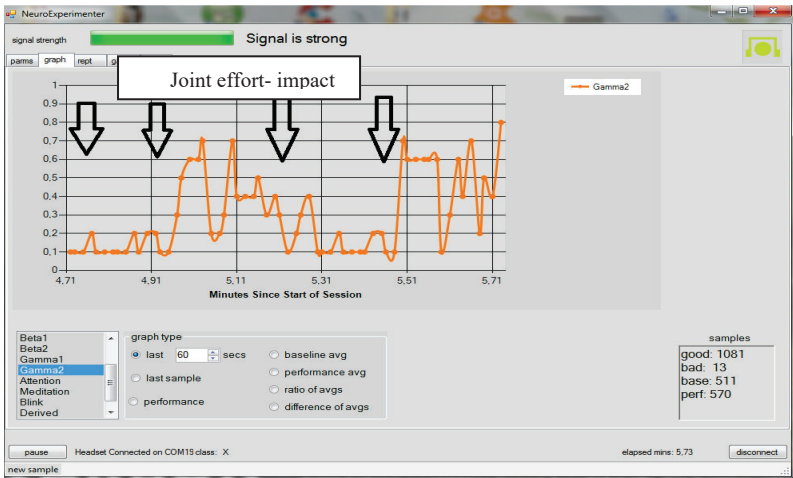 NeuroExperimenter
signal strength
Signal is strong
parms graph rept
Joint effort- impact
Gamma2
1
0,9
0,8
0,7
0,6
0,5
0,4
0,3
0,2
0,1
0
4,71 4,91 5,11 5,31 5,51 5,71
Minutes Since Start of Session
Beta1
Beta2
Gamma1
Gamma2
Attention
Meditation
Blink
Derived
graph type
last 60 secs
last sample
performance
baseline avg
performance avg
ratio of avgs
difference of avgs
samples
good: 1081
bad: 13
base: 511
perf: 570
pause Headset Connected on COM19 class: X elapsed mins: 5,73 disconnect
new sample